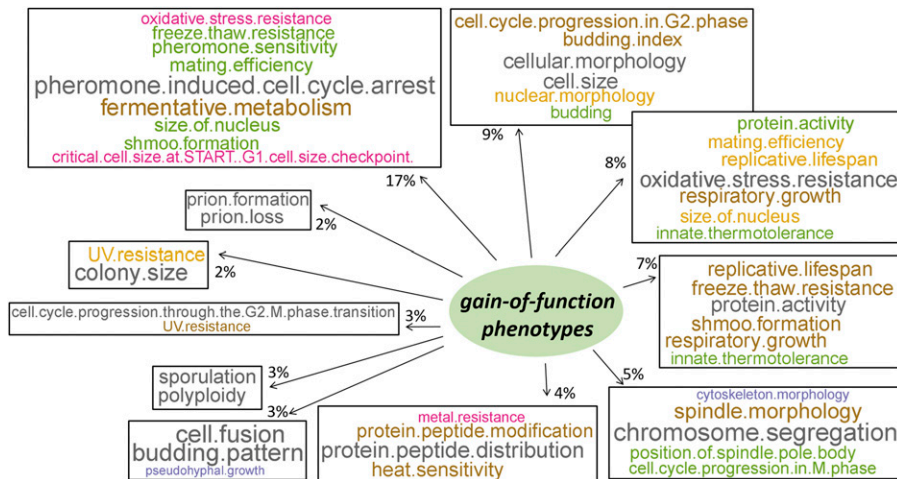 oxidative.stress.resistance
freeze.thaw.resistance
pheromone.sensitivity
mating.efficiency
pheromone.induced.cell.cycle.arrest
fermentative.metabolism
size.of.nucleus
shmoo.formation
critical.cell.size.at.START..G1.cell.size.checkpoint.
17%
cell.cycle.progression.in.G2.phase
budding.index
cellular.morphology
cell.size
nuclear.morphology
budding
9%
protein.activity
mating.efficiency
replicative.lifespan
oxidative.stress.resistance
respiratory.growth
size.of.nucleus
innate.thermotolerance
8%
prion.formation
prion.loss
2%
UV.resistance
colony.size
2%
gain-of-function
phenotypes
7%
replicative.lifespan
freeze.thaw.resistance
protein.activity
shmoo.formation
respiratory.growth
innate.thermotolerance
cell.cycle.progression.through.the.G2.M.phase.transition
UV.resistance
3%
sporulation
polyploidy
3%
cell.fusion
budding.pattern
pseudohyphal.growth
3%
metal.resistance
protein.peptide.modification
protein.peptide.distribution
heat.sensitivity
4%
cytoskeleton.morphology
spindle.morphology
chromosome.segregation
position.of.spindle.pole.body
cell.cycle.progression.in.M.phase
5%